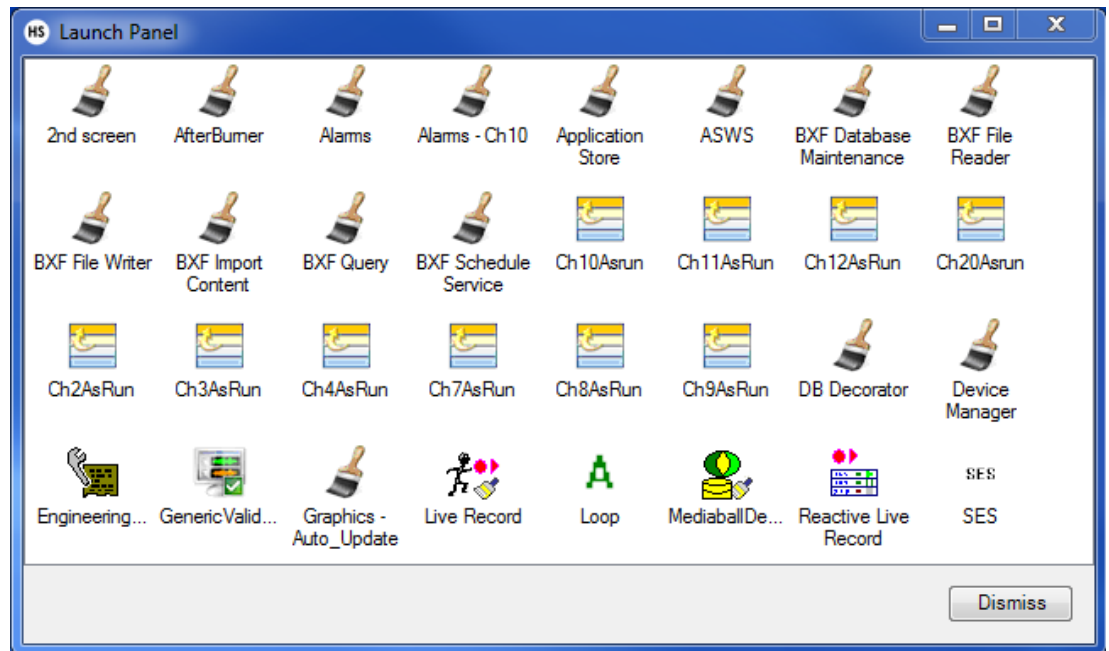 HS Launch Panel
2nd screen AfterBurner Alarms Alarms - Ch10 Application Store ASWS BXF Database Maintenance BXF File Reader
BXF File Writer BXF Import Content BXF Query BXF Schedule Service Ch10Asrun Ch11AsRun Ch12AsRun Ch20Asrun
Ch2AsRun Ch3AsRun Ch4AsRun Ch7AsRun Ch8AsRun Ch9AsRun DB Decorator Device Manager
SES
Engineering... GenericValid... Graphics - Auto_Update Live Record A Loop MediaballDe... Reactive Live Record SES
Dismiss